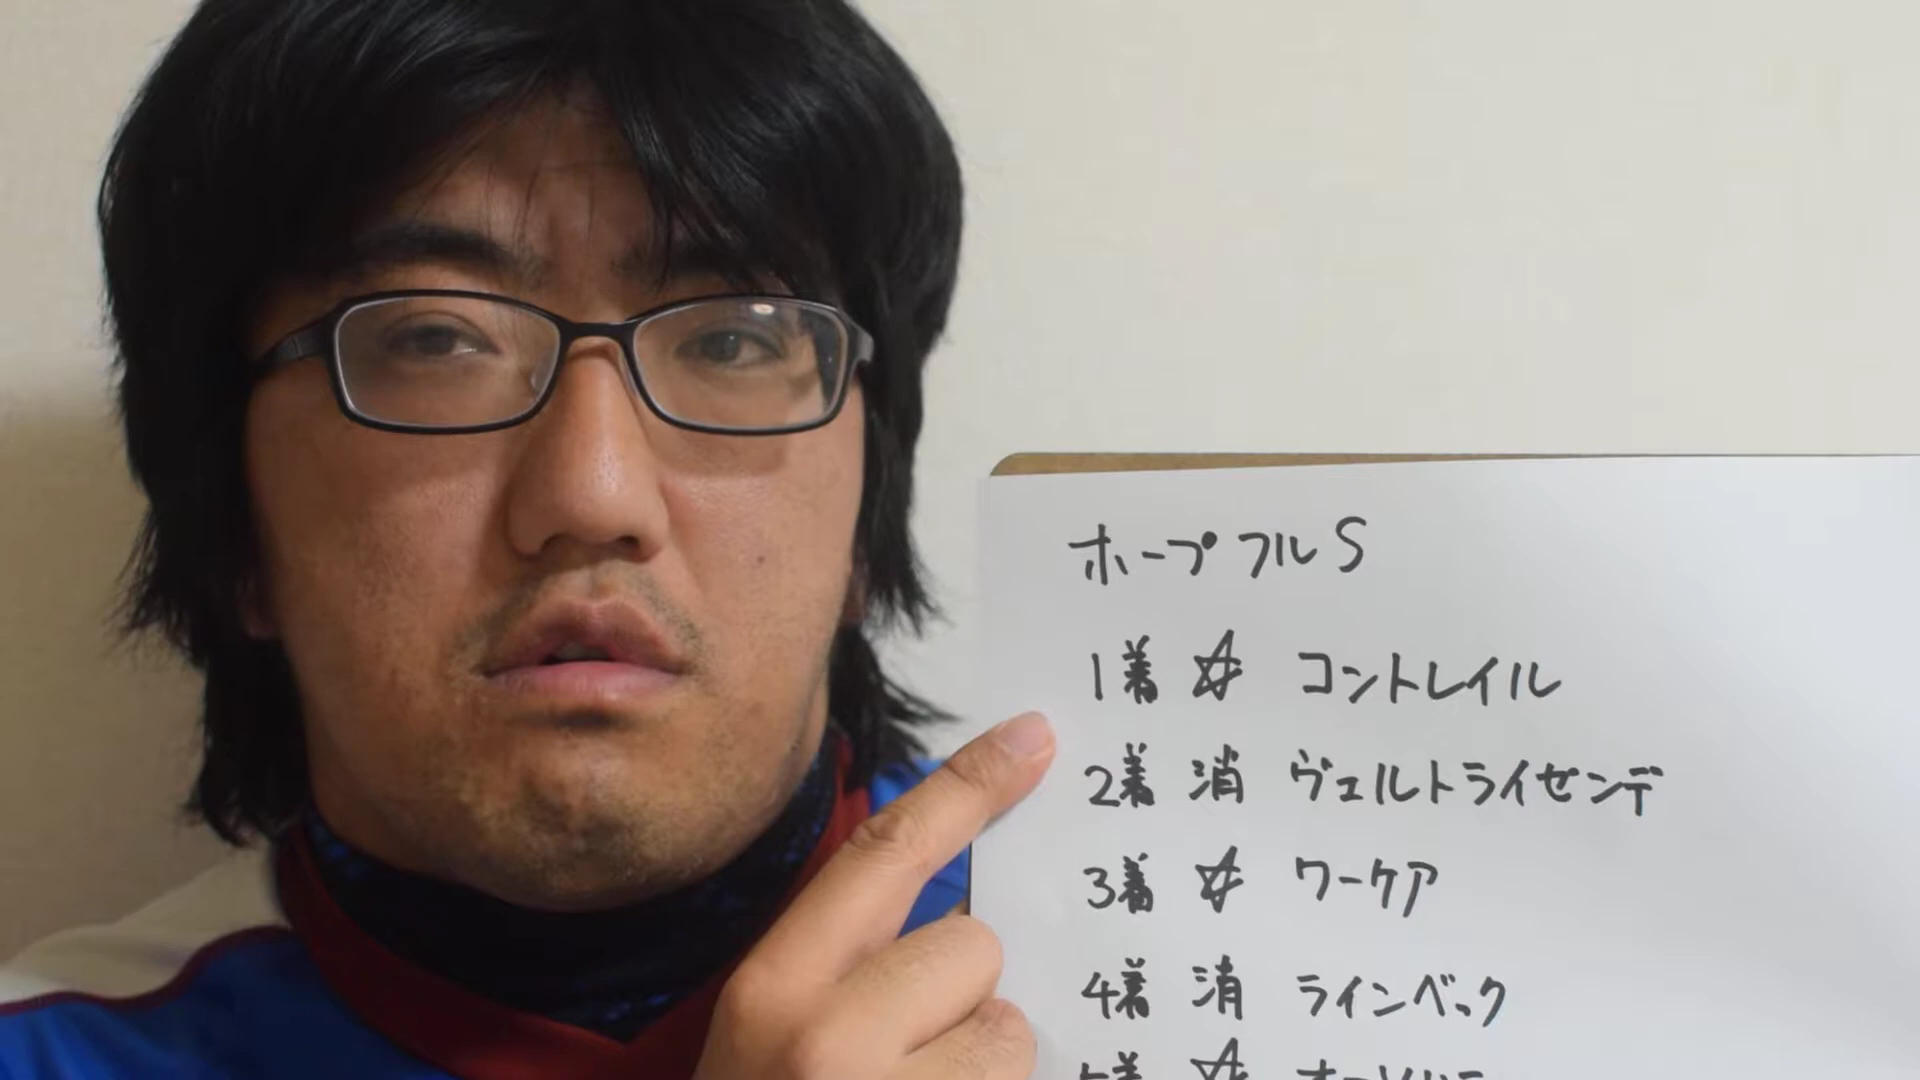 ホープフルS
1着 ☆ コントレイル
2着 消 ヴェルトライゼンデ
3着 ☆ ワーケア
4着 消 ラインベック
5着 ☆